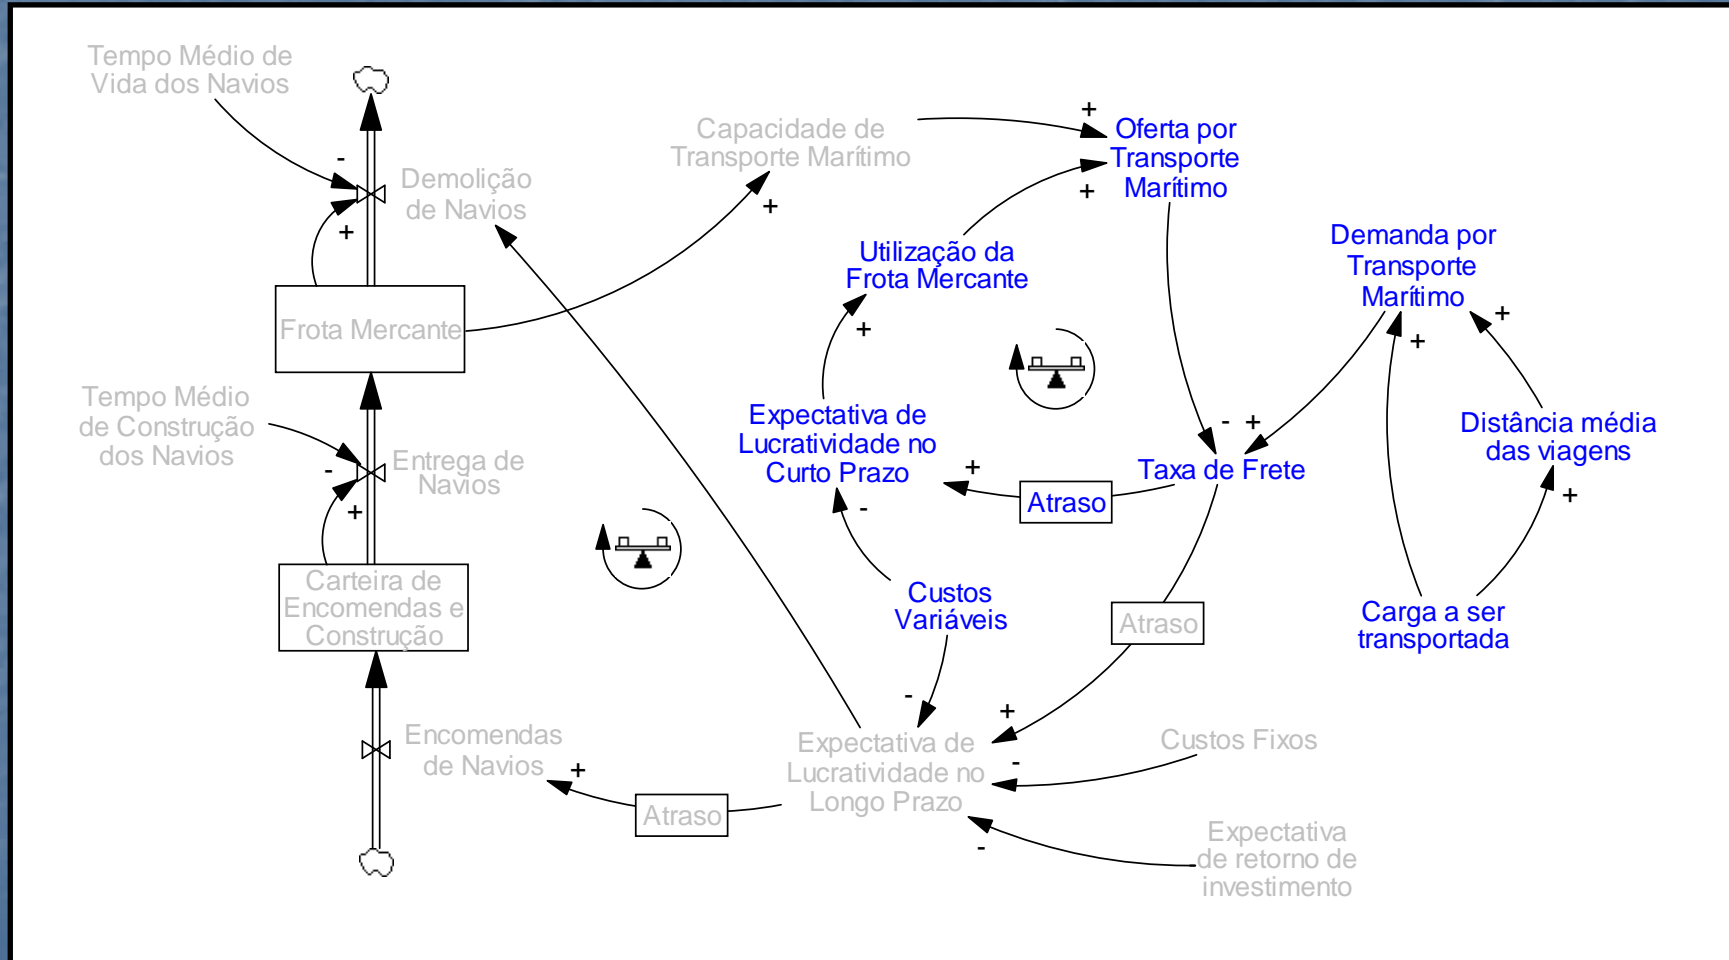 Tempo Médio de
Vida dos Navios
-
+
Demolição
de Navios
Capacidade de
Transporte Marítimo
+
+
Oferta por
Transporte
Marítimo
+
Utilização da
Frota Mercante
+
Demanda por
Transporte
Marítimo
+
+
Frota Mercante
Tempo Médio
de Construção
dos Navios
-
+
Entrega de
Navios
Expectativa de
Lucratividade no
Curto Prazo
+
-
Atraso
- +
Taxa de Frete
Distância média
das viagens
+
Carteira de
Encomendas e
Construção
Custos
Variáveis
-
Atraso
+
Carga a ser
transportada
Encomendas
de Navios
+
Atraso
Expectativa de
Lucratividade no
Longo Prazo
-
-
Custos Fixos
Expectativa
de retorno de
investimento